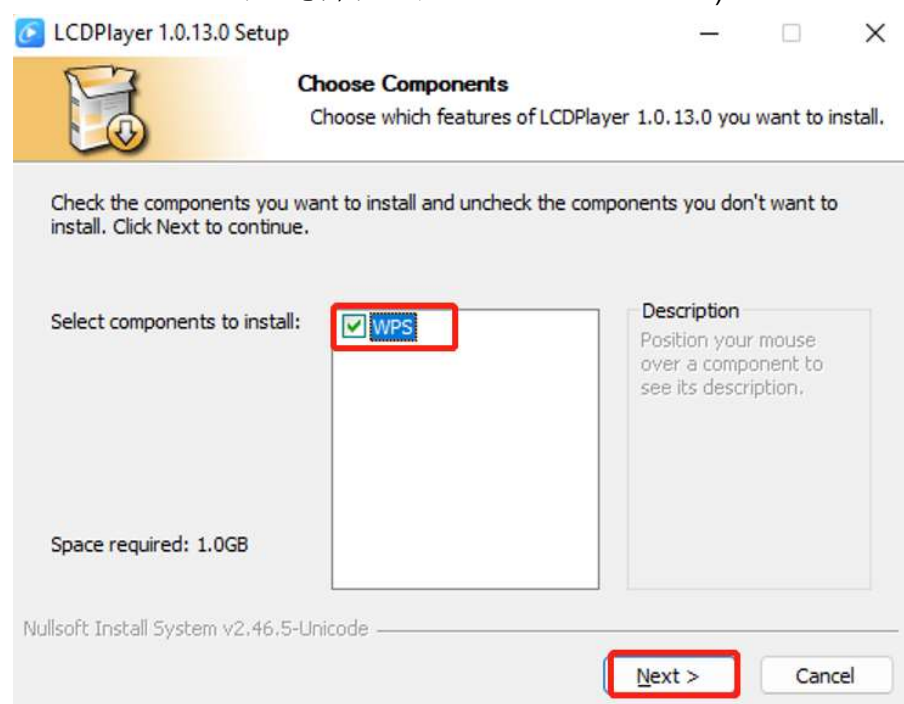 LCDPlayer 1.0.13.0 Setup
Choose Components
Choose which features of LCDPlayer 1.0.13.0 you want to install.
Check the components you want to install and uncheck the components you don't want to
install. Click Next to continue.
Select components to install:
WPS
Description
Position your mouse
over a component to
see its description.
Space required: 1.0GB
Nullsoft Install System v2.46.5-Unicode
Next >
Cancel